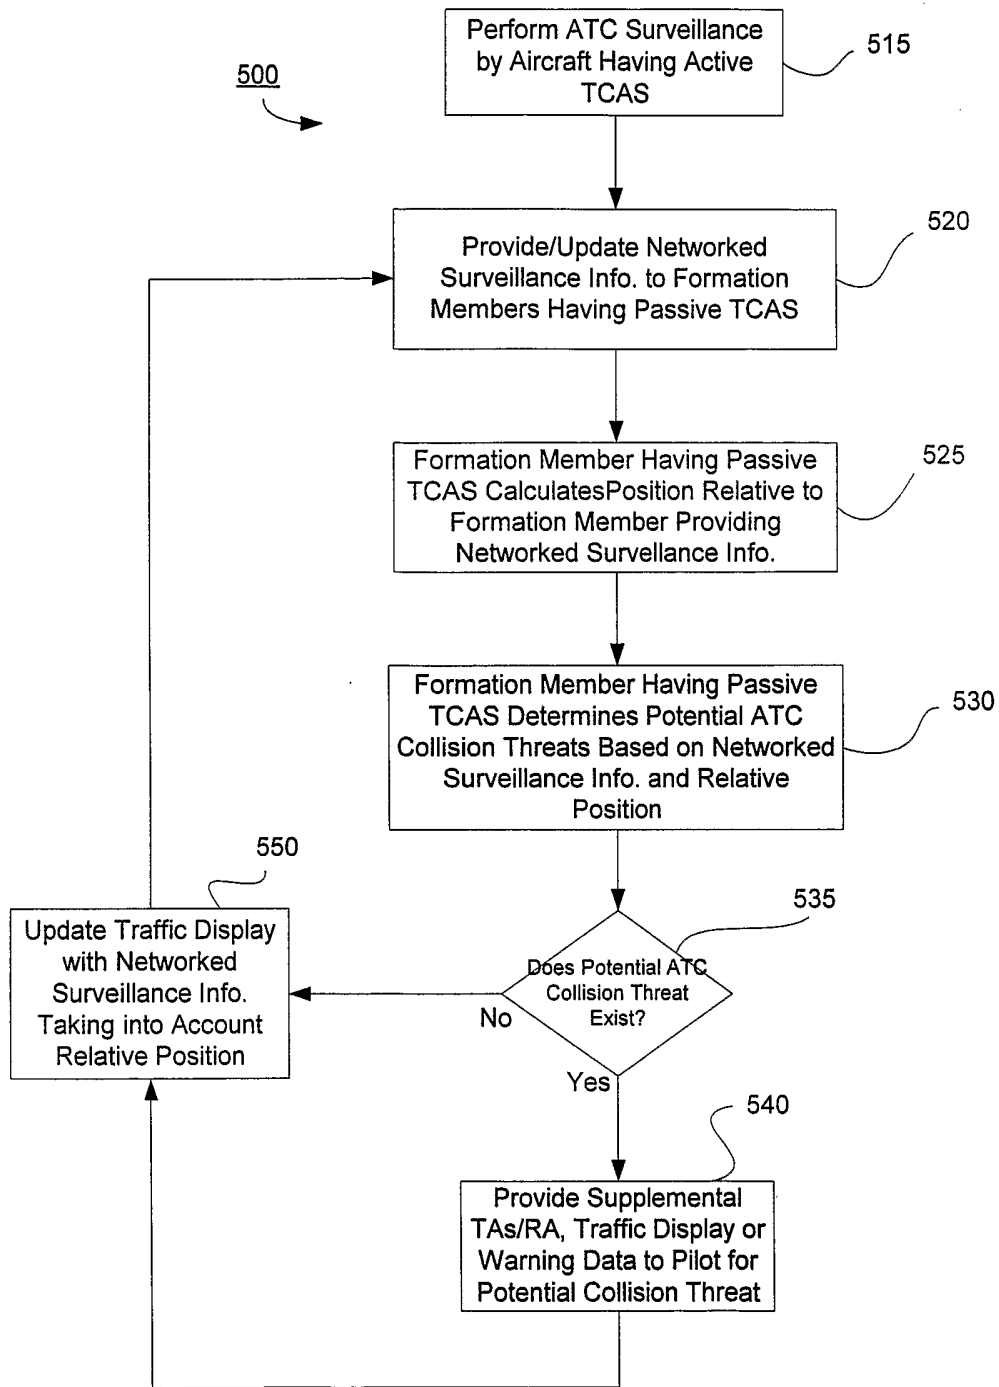 Perform ATC Surveillance
by Aircraft Having Active
TCAS
515
500
520
Provide/Update Networked
Surveillance Info. to Formation
Members Having Passive TCAS
525
Formation Member Having Passive
TCAS CalculatesPosition Relative to
Formation Member Providing
Networked Survellance Info.
530
Formation Member Having Passive
TCAS Determines Potential ATC
Collision Threats Based on Networked
Surveillance Info. and Relative
Position
550
535
Update Traffic Display
with Networked
Surveillance Info.
Taking into Account
Relative Position
Does Potential ATC
Collision Threat
Exist?
No
Yes
540
Provide Supplemental
TAs/RA, Traffic Display or
Warning Data to Pilot for
Potential Collision Threat